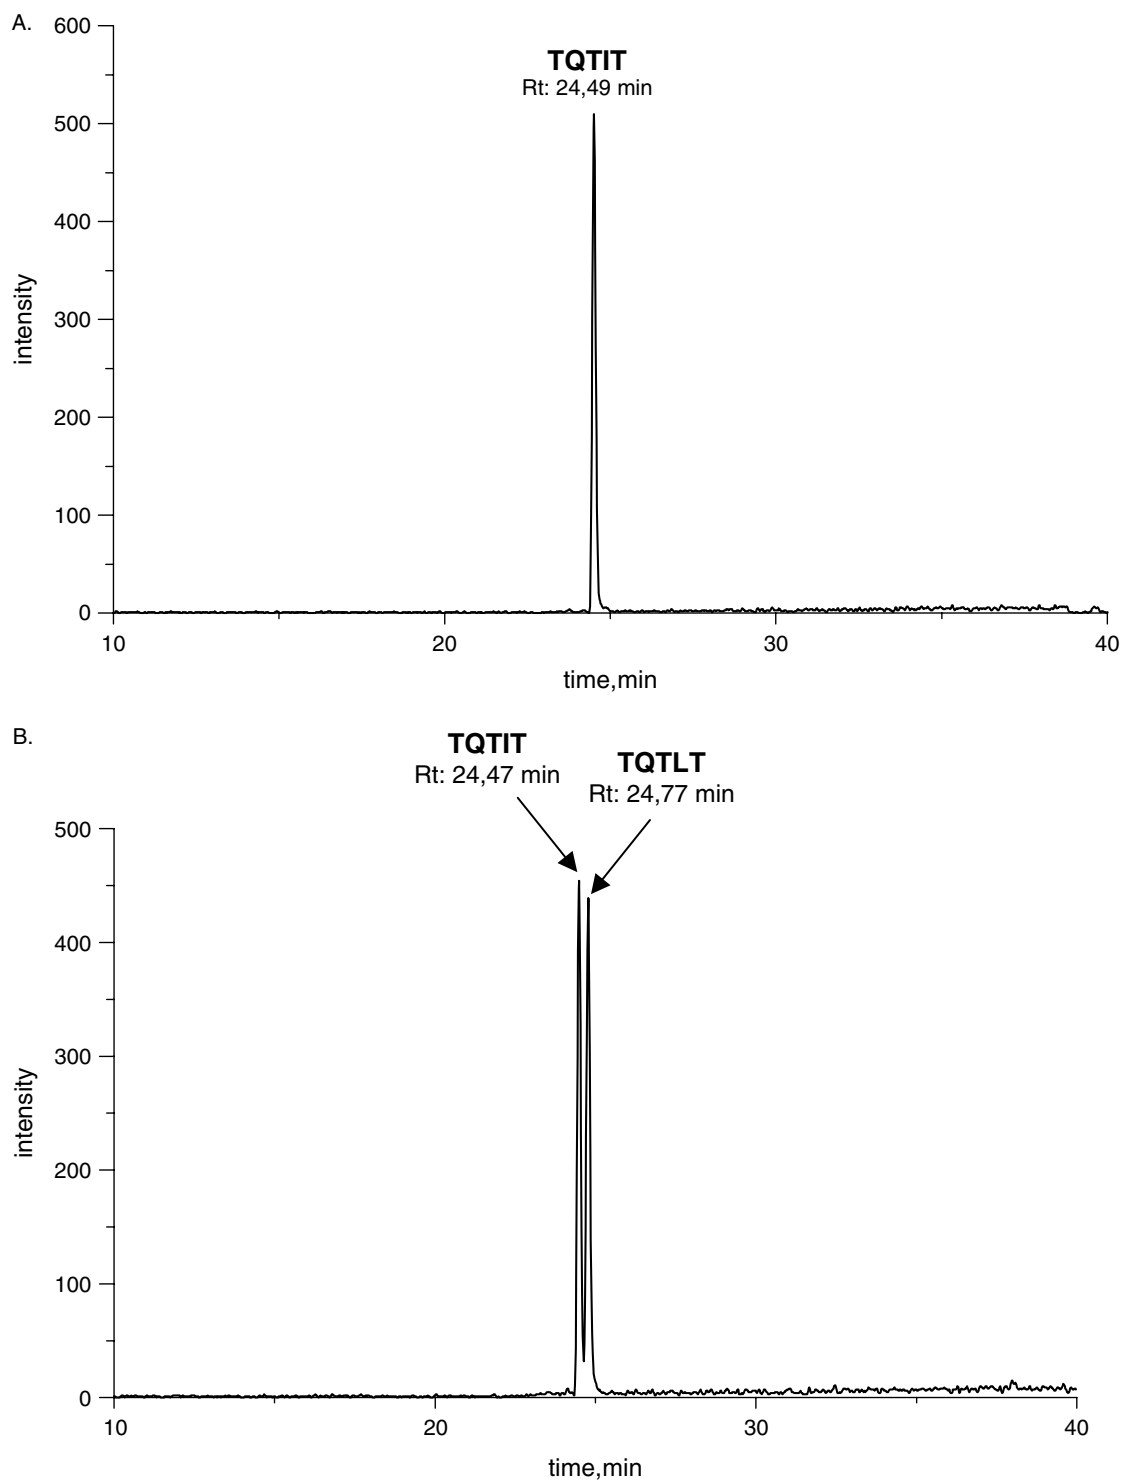 A.
600
TQTIT
Rt: 24,49 min
500
400
intensity
300
200
100
0
10 20 30 40
time,min
B.
TQTIT
Rt: 24,47 min
TQTLT
Rt: 24,77 min
500
400
300
intensity
200
100
0
10 20 30 40
time,min